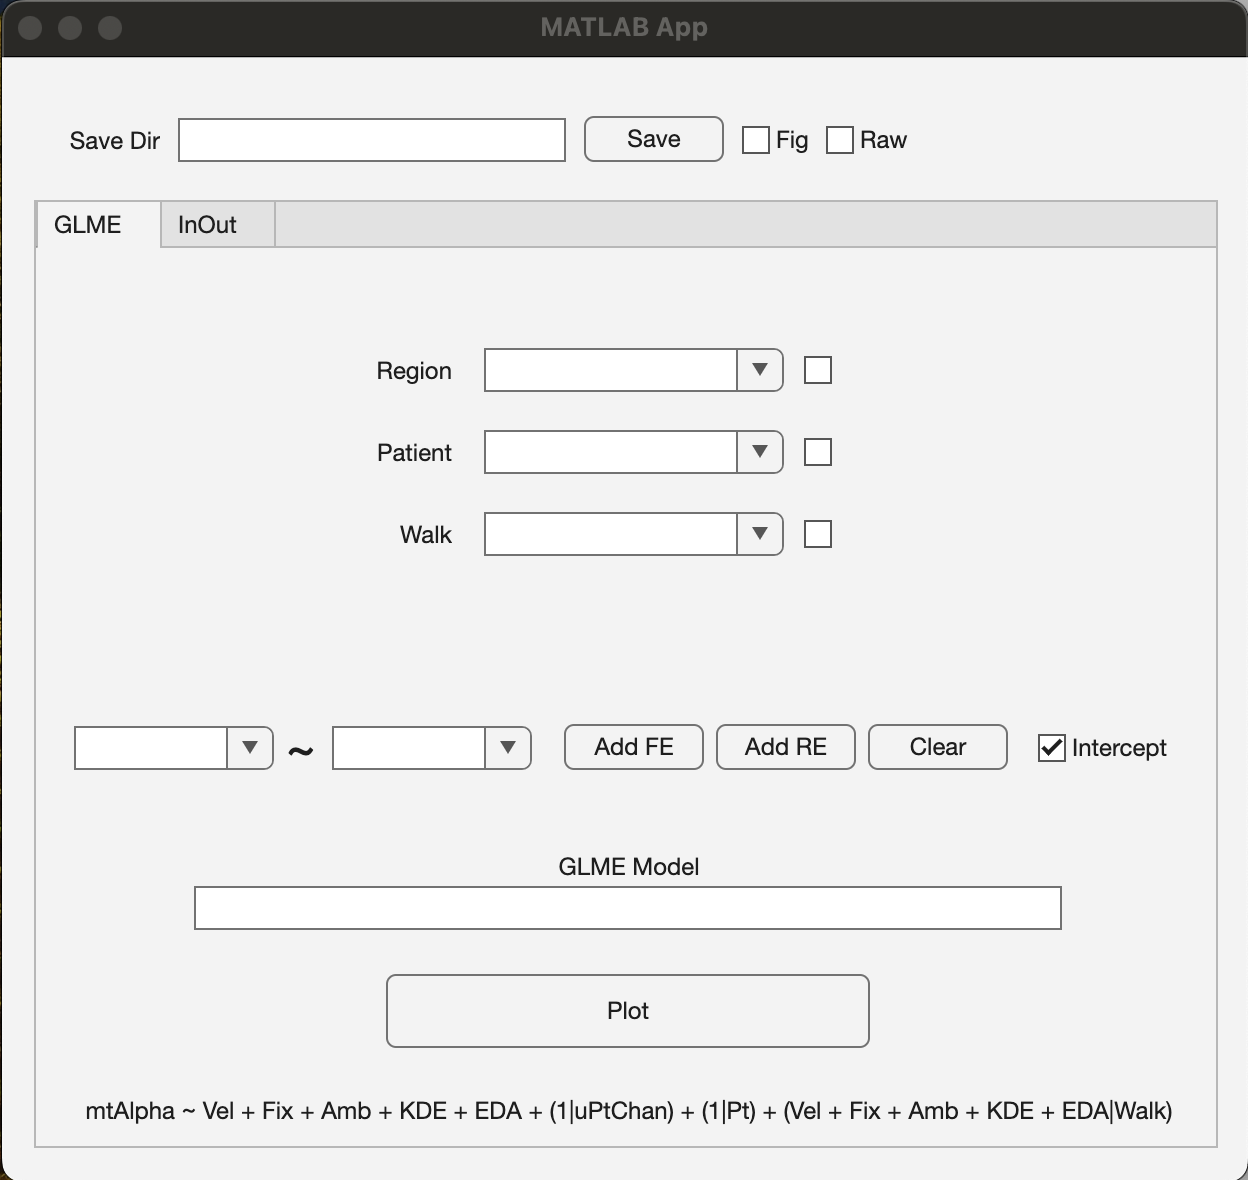 MATLAB App
Save Dir Save Fig Raw
GLME InOut
Region
Patient
Walk
~ Add FE Add RE Clear Intercept
GLME Model
Plot
mtAlpha ~ Vel + Fix + Amb + KDE + EDA + (1|uPtChan) + (1|Pt) + (Vel + Fix + Amb + KDE + EDA|Walk)